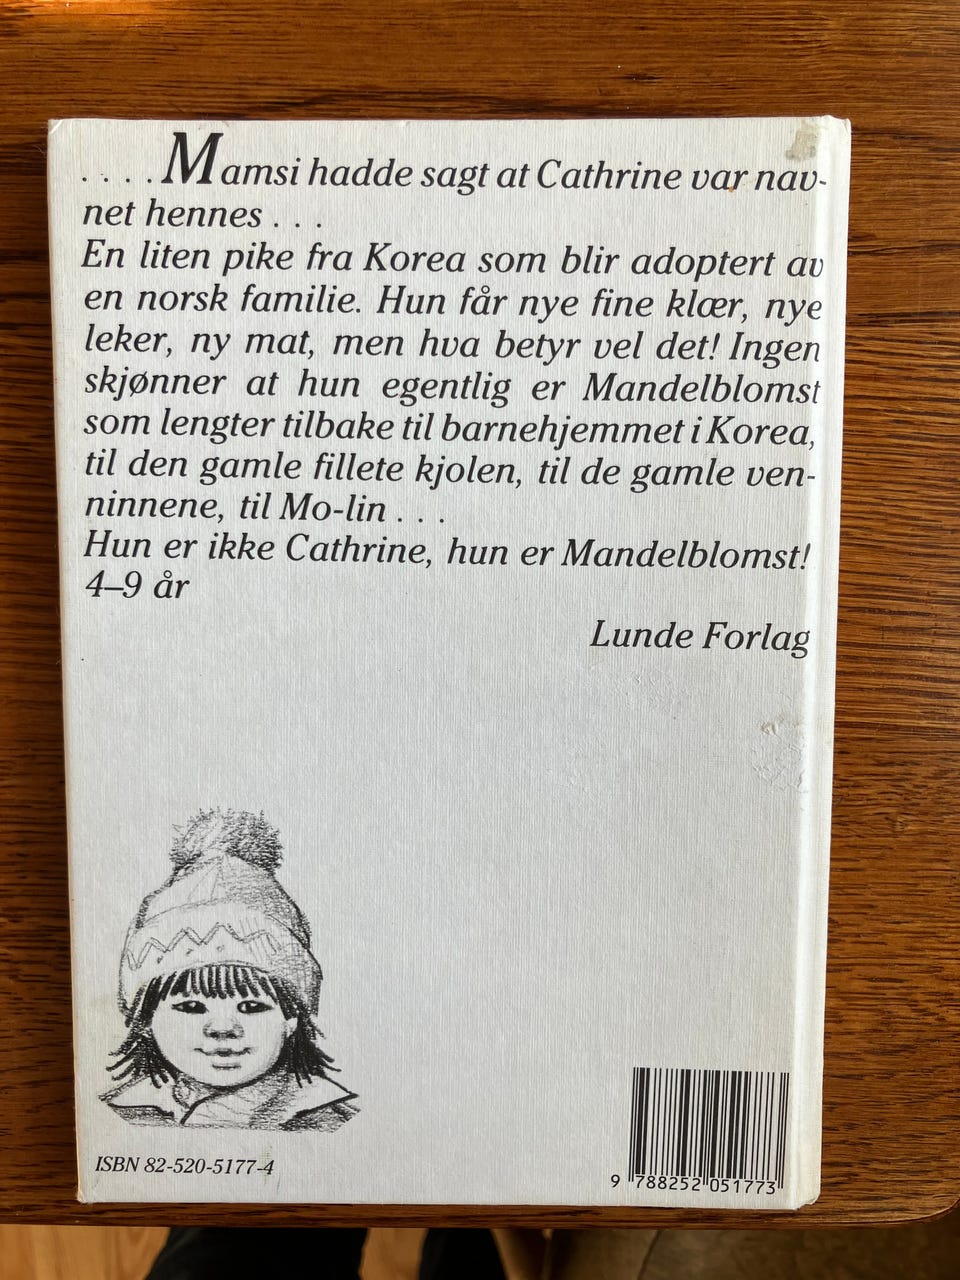 . . . . Mamsi hadde sagt at Cathrine var nav-
net hennes . . .
En liten pike fra Korea som blir adoptert av
en norsk familie. Hun får nye fine klær, nye
leker, ny mat, men hva betyr vel det! Ingen
skjønner at hun egentlig er Mandelblomst
som lengter tilbake til barnehjemmet i Korea,
til den gamle fillete kjolen, til de gamle ven-
ninnene, til Mo-lin . . .
Hun er ikke Cathrine, hun er Mandelblomst!
4–9 år
Lunde Forlag
ISBN 82-520-5177-4
9 788252 051773